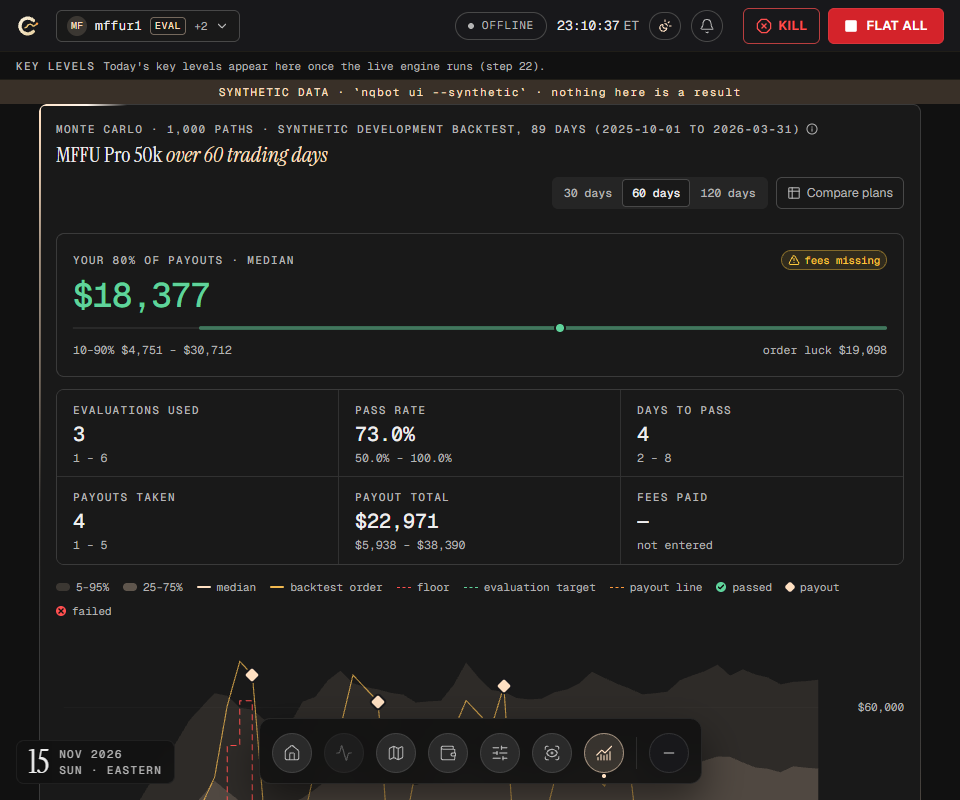 MF mffur1 EVAL +2 OFFLINE 23:10:37 ET KILL FLAT ALL
KEY LEVELS Today's key levels appear here once the live engine runs (step 22).
SYNTHETIC DATA · `nqbot ui --synthetic` · nothing here is a result
MONTE CARLO · 1,000 PATHS · SYNTHETIC DEVELOPMENT BACKTEST, 89 DAYS (2025-10-01 TO 2026-03-31)
MFFU Pro 50k over 60 trading days
30 days 60 days 120 days Compare plans
YOUR 80% OF PAYOUTS · MEDIAN fees missing
$18,377
10-90% $4,751 – $30,712 order luck $19,098
EVALUATIONS USED PASS RATE DAYS TO PASS
3 73.0% 4
1 – 6 50.0% – 100.0% 2 – 8
PAYOUTS TAKEN PAYOUT TOTAL FEES PAID
4 $22,971 —
1 – 5 $5,938 – $38,390 not entered
5-95% 25-75% median backtest order floor evaluation target payout line passed payout
failed
$60,000
15 NOV 2026
SUN · EASTERN